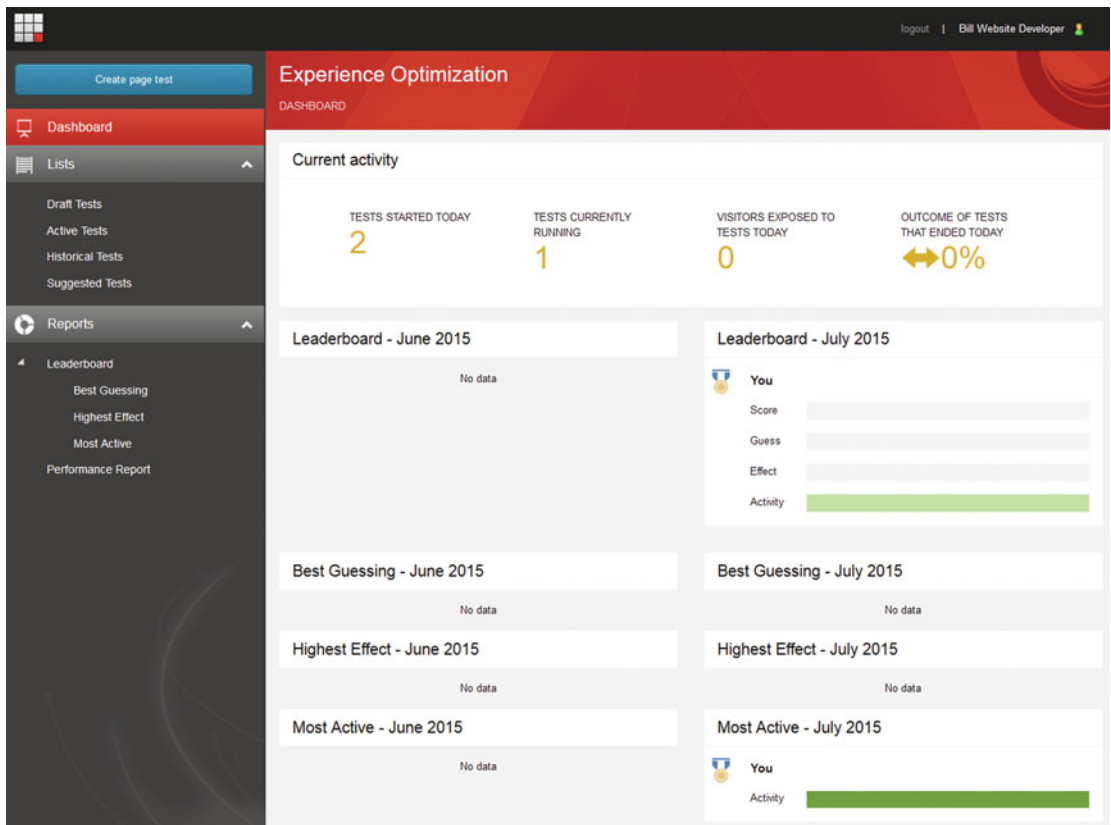 logout | Bill Website Developer
Create page test
Dashboard
Lists
Draft Tests
Active Tests
Historical Tests
Suggested Tests
Reports
Leaderboard
Best Guessing
Highest Effect
Most Active
Performance Report
Experience Optimization
DASHBOARD
Current activity
TESTS STARTED TODAY
2
TESTS CURRENTLY
RUNNING
1
VISITORS EXPOSED TO
TESTS TODAY
0
OUTCOME OF TESTS
THAT ENDED TODAY
0%
Leaderboard - June 2015
No data
Leaderboard - July 2015
You
Score
Guess
Effect
Activity
Best Guessing - June 2015
No data
Best Guessing - July 2015
No data
Highest Effect - June 2015
No data
Highest Effect - July 2015
No data
Most Active - June 2015
No data
Most Active - July 2015
You
Activity